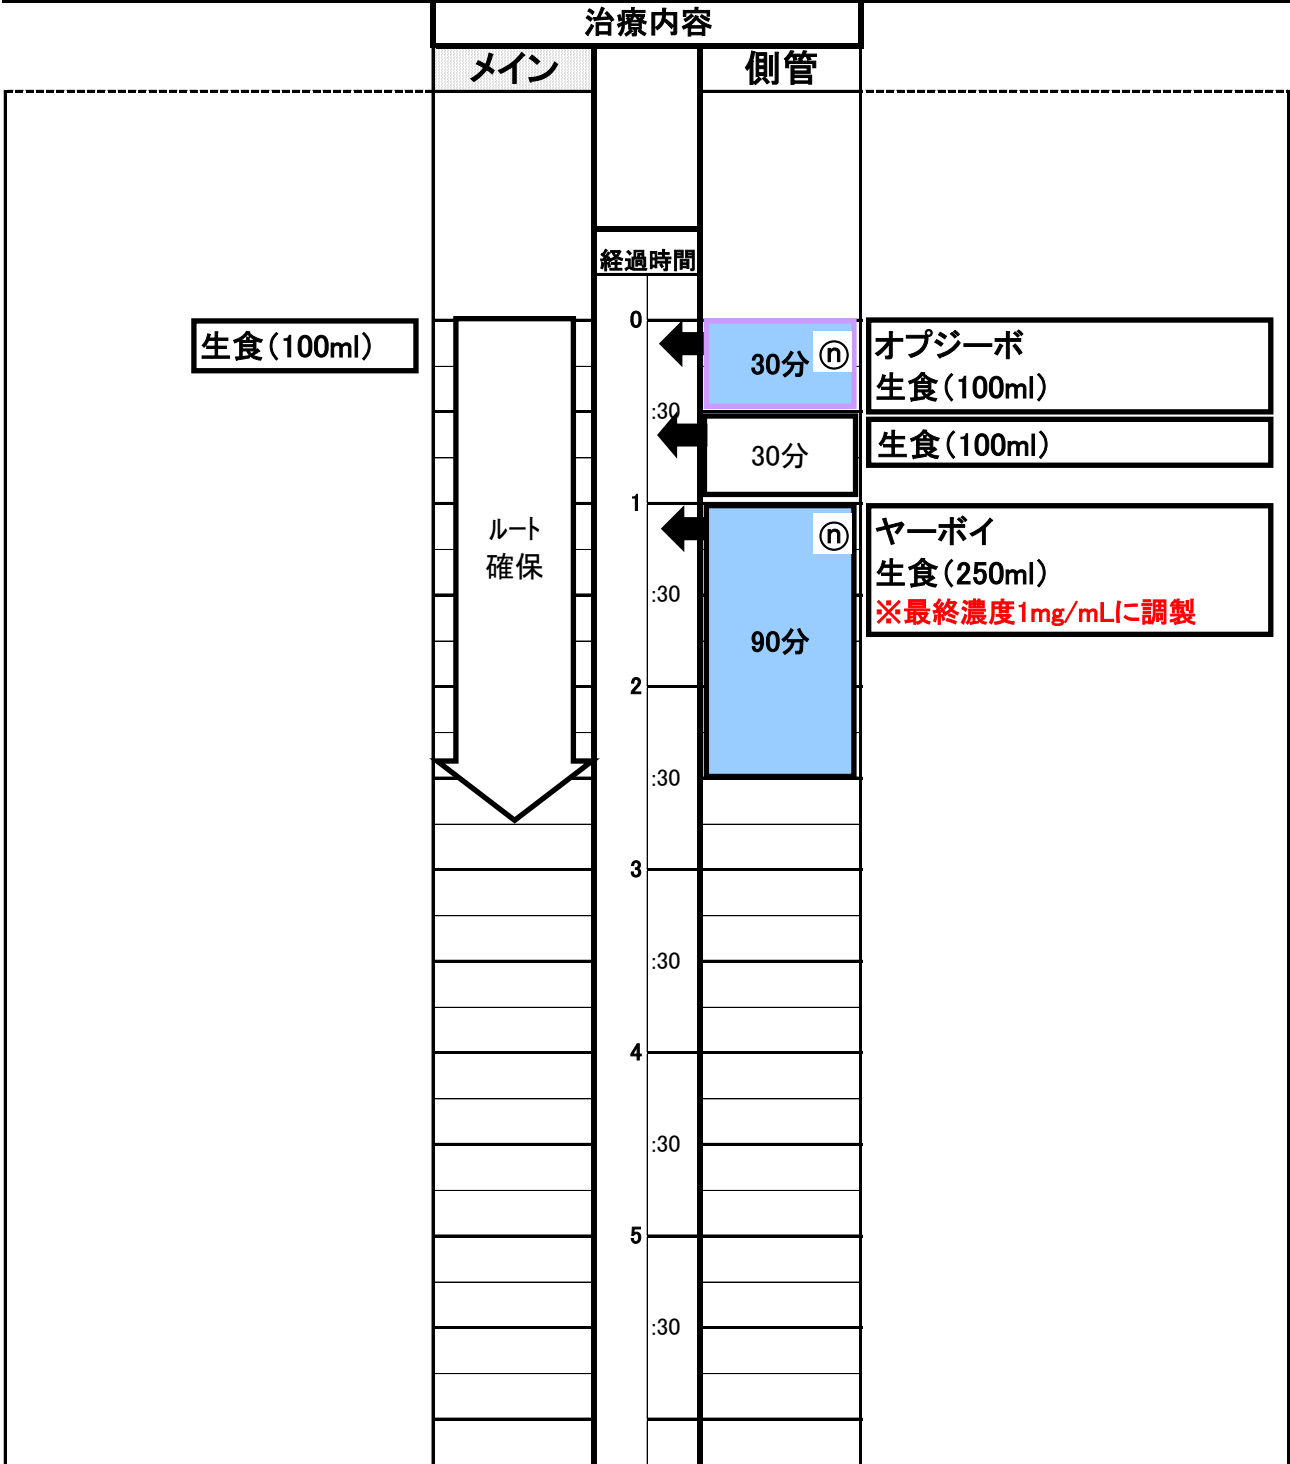 治療内容
メイン
側管
経過時間
0
生食(100ml)
30分 ⓝ
オプジーボ
生食(100ml)
:30
30分
生食(100ml)
1
ルート
確保
ⓝ
90分
ヤーボイ
生食(250ml)
※最終濃度1mg/mLに調製
:30
2
:30
3
:30
4
:30
5
:30